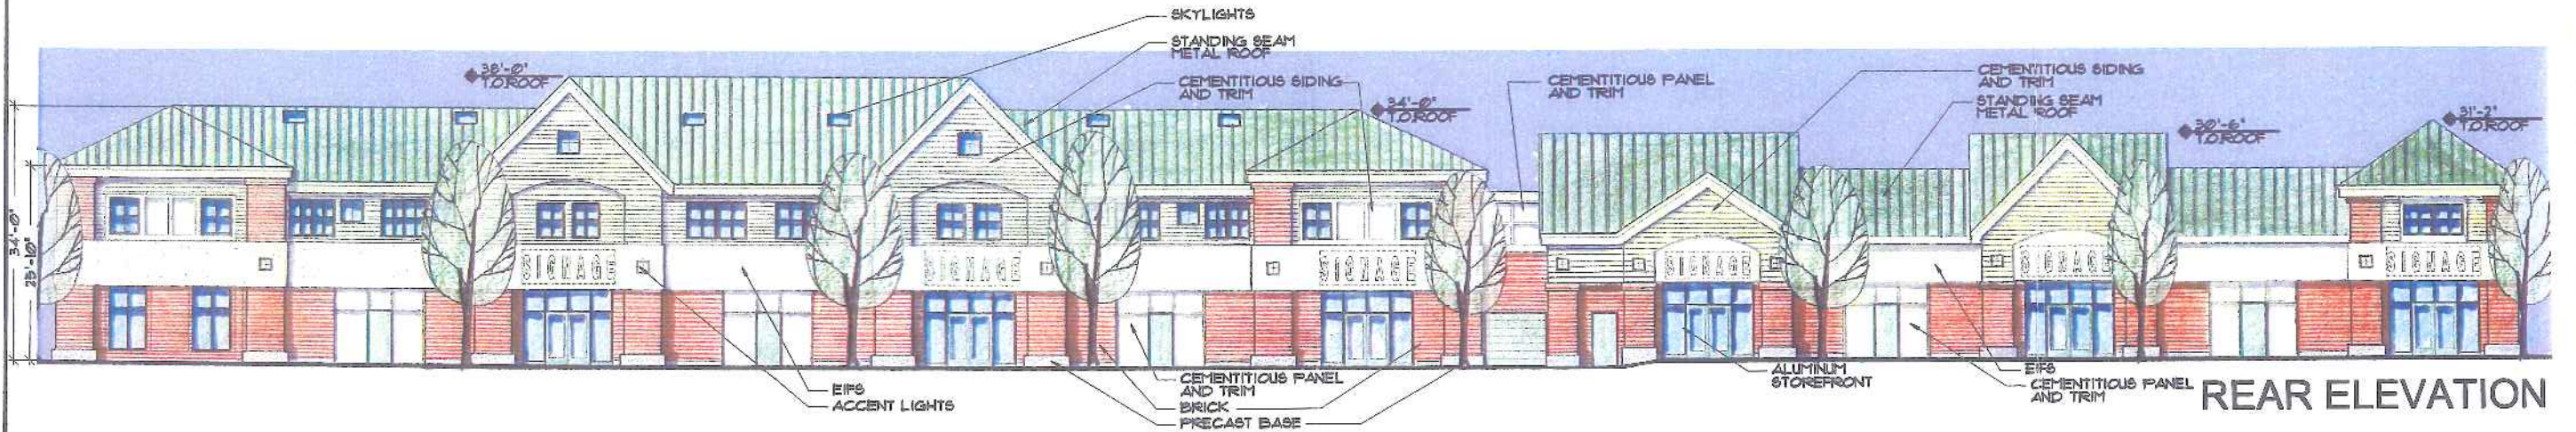 SKYLIGHTS
STANDING SEAM
METAL ROOF
38'-0"
T.O.ROOF
CEMENTITIOUS SIDING
AND TRIM
34'-0"
T.O.ROOF
CEMENTITIOUS PANEL
AND TRIM
CEMENTITIOUS SIDING
AND TRIM
STANDING SEAM
METAL ROOF
30'-6"
T.O.ROOF
31'-2"
T.O.ROOF
34'-0"
SIGNAGE
SIGNAGE
SIGNAGE
SIGNAGE
SIGNAGE
SIGNAGE
EIFS
ACCENT LIGHTS
CEMENTITIOUS PANEL
AND TRIM
BRICK
PRECAST BASE
ALUMINUM
STOREFRONT
EIFS
CEMENTITIOUS PANEL
AND TRIM
REAR ELEVATION